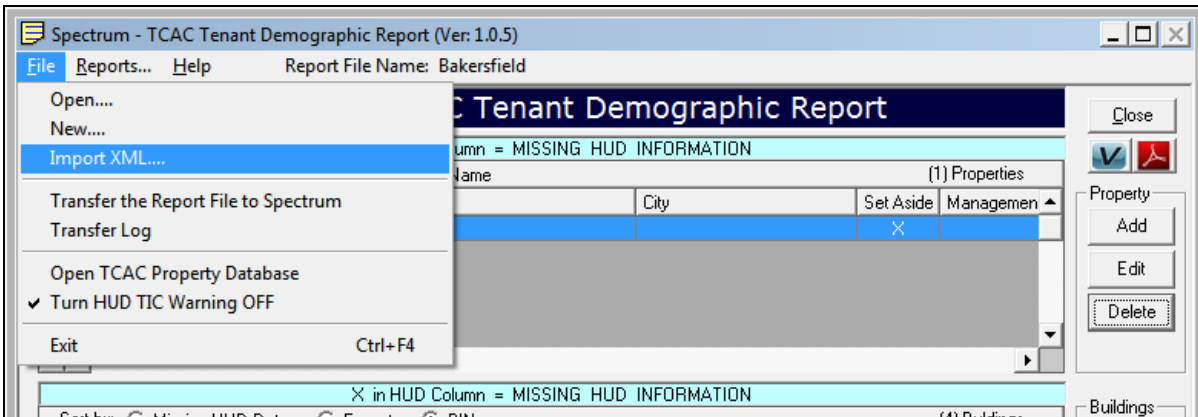 Spectrum - TCAC Tenant Demographic Report (Ver: 1.0.5)
File Reports... Help Report File Name: Bakersfield
Open....
New....
Import XML....
Transfer the Report File to Spectrum
Transfer Log
Open TCAC Property Database
✓ Turn HUD TIC Warning OFF
Exit Ctrl+F4
C Tenant Demographic Report
umn = MISSING HUD INFORMATION
Name (1) Properties
City Set Aside Managemen
X
Close
Property
Add
Edit
Delete
X in HUD Column = MISSING HUD INFORMATION
Buildings